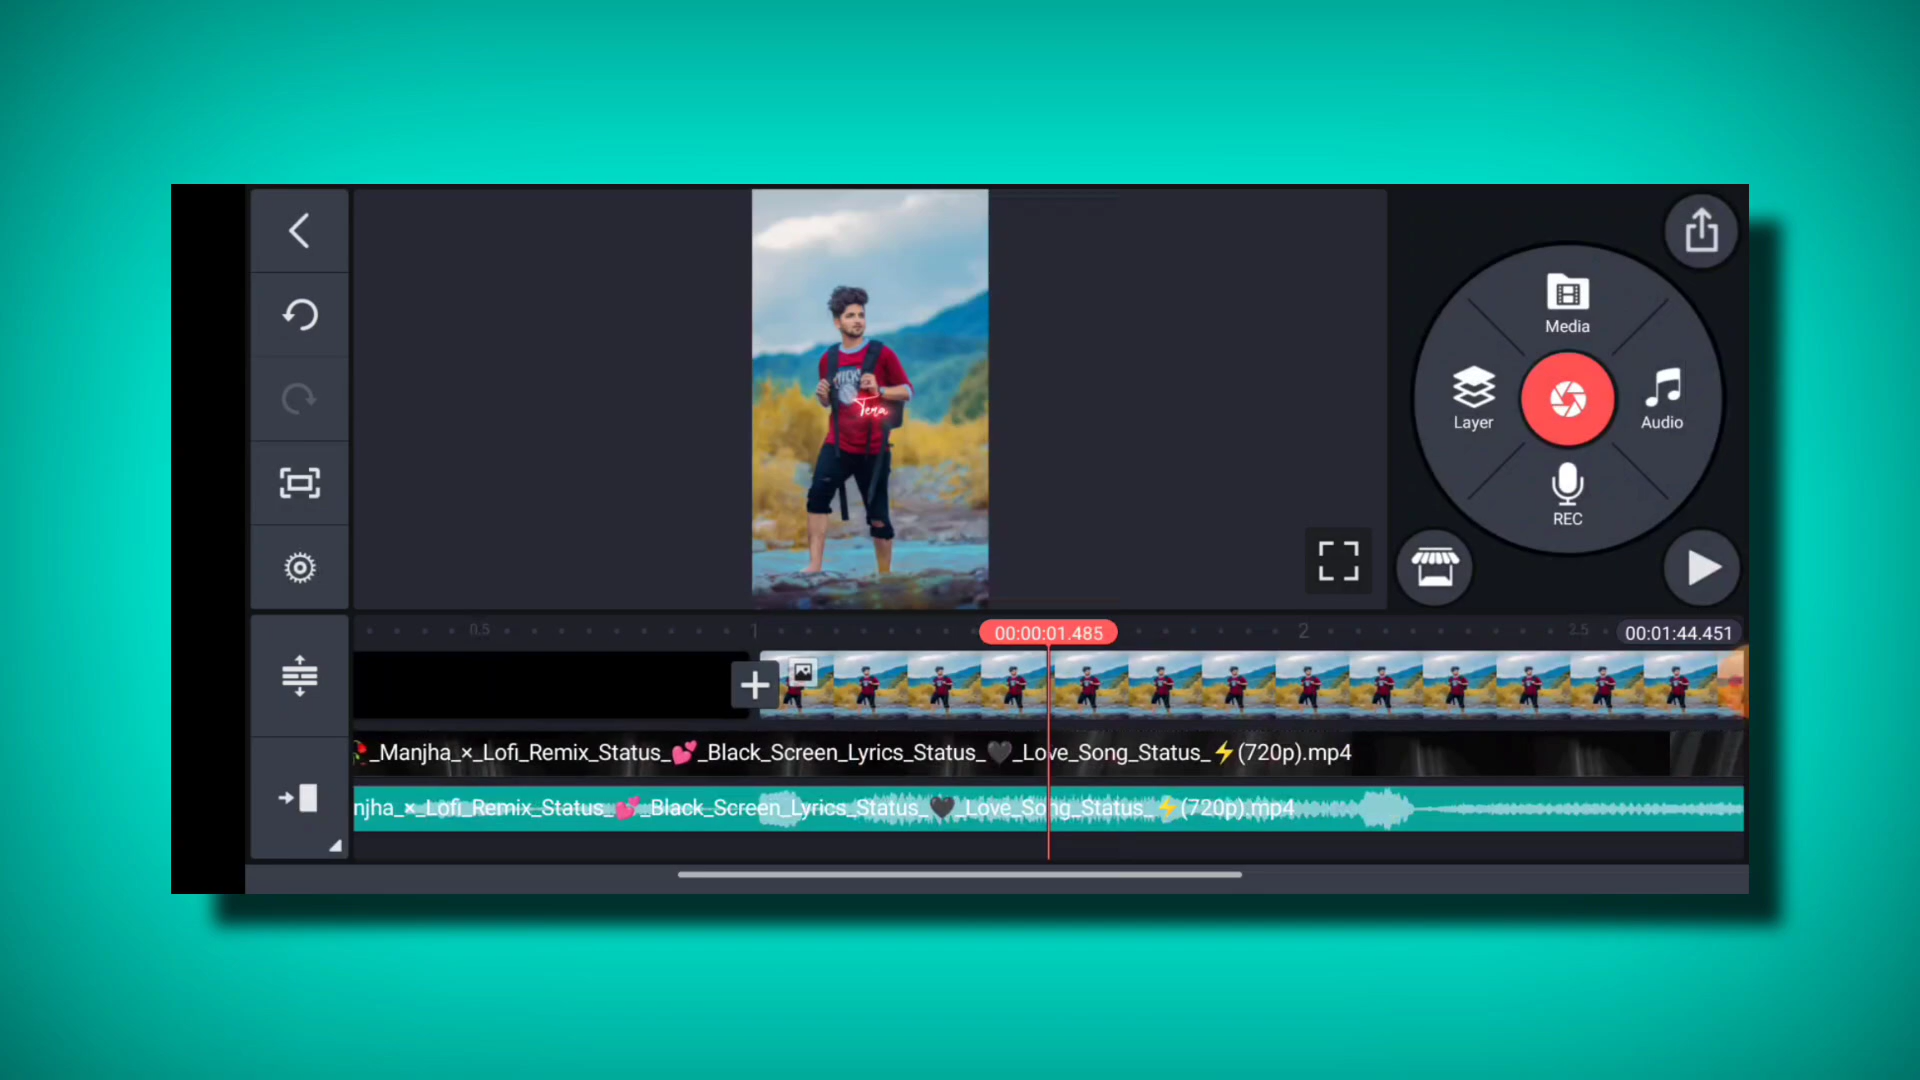 Media
Layer
Audio
REC
Tera
0.5
1
00:00:01.485
2
2.5
00:01:44.451
_Manjha_×_Lofi_Remix_Status_💕_Black_Screen_Lyrics_Status_🖤_Love_Song_Status_⚡(720p).mp4
njha_×_Lofi_Remix_Status_💕_Black_Screen_Lyrics_Status_🖤_Love_Song_Status_⚡(720p).mp4